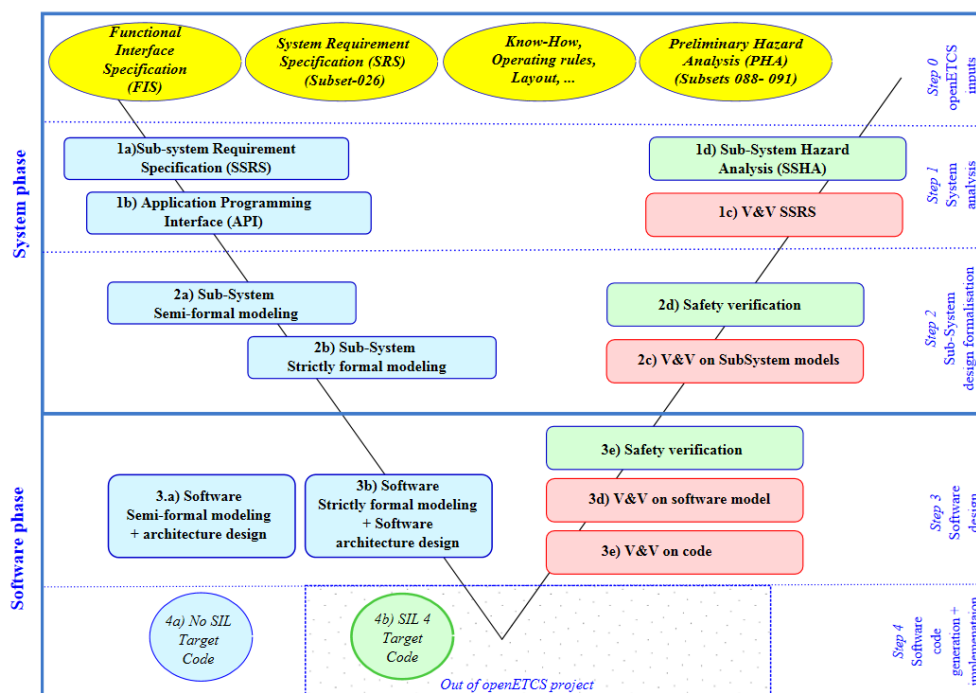 Functional
Interface
Specification
(FIS)
System Requirement
Specification (SRS)
(Subset-026)
Know-How,
Operating rules,
Layout, ...
Preliminary Hazard
Analysis (PHA)
(Subsets 088- 091)
Step 0
openETCS
inputs
System phase
1a)Sub-system Requirement
Specification (SSRS)
1d) Sub-System Hazard
Analysis (SSHA)
1b) Application Programming
Interface (API)
1c) V&V SSRS
Step 1
System
analysis
2a) Sub-System
Semi-formal modeling
2d) Safety verification
2b) Sub-System
Strictly formal modeling
2c) V&V on SubSystem models
Step 2
Sub-System
design formalisation
Software phase
3e) Safety verification
3.a) Software
Semi-formal modeling
+ architecture design
3b) Software
Strictly formal modeling
+ Software
architecture design
3d) V&V on software model
3e) V&V on code
Step 3
Software
design
4a) No SIL
Target
Code
4b) SIL 4
Target
Code
Out of openETCS project
Step 4
Software
code
generation +
implementaion